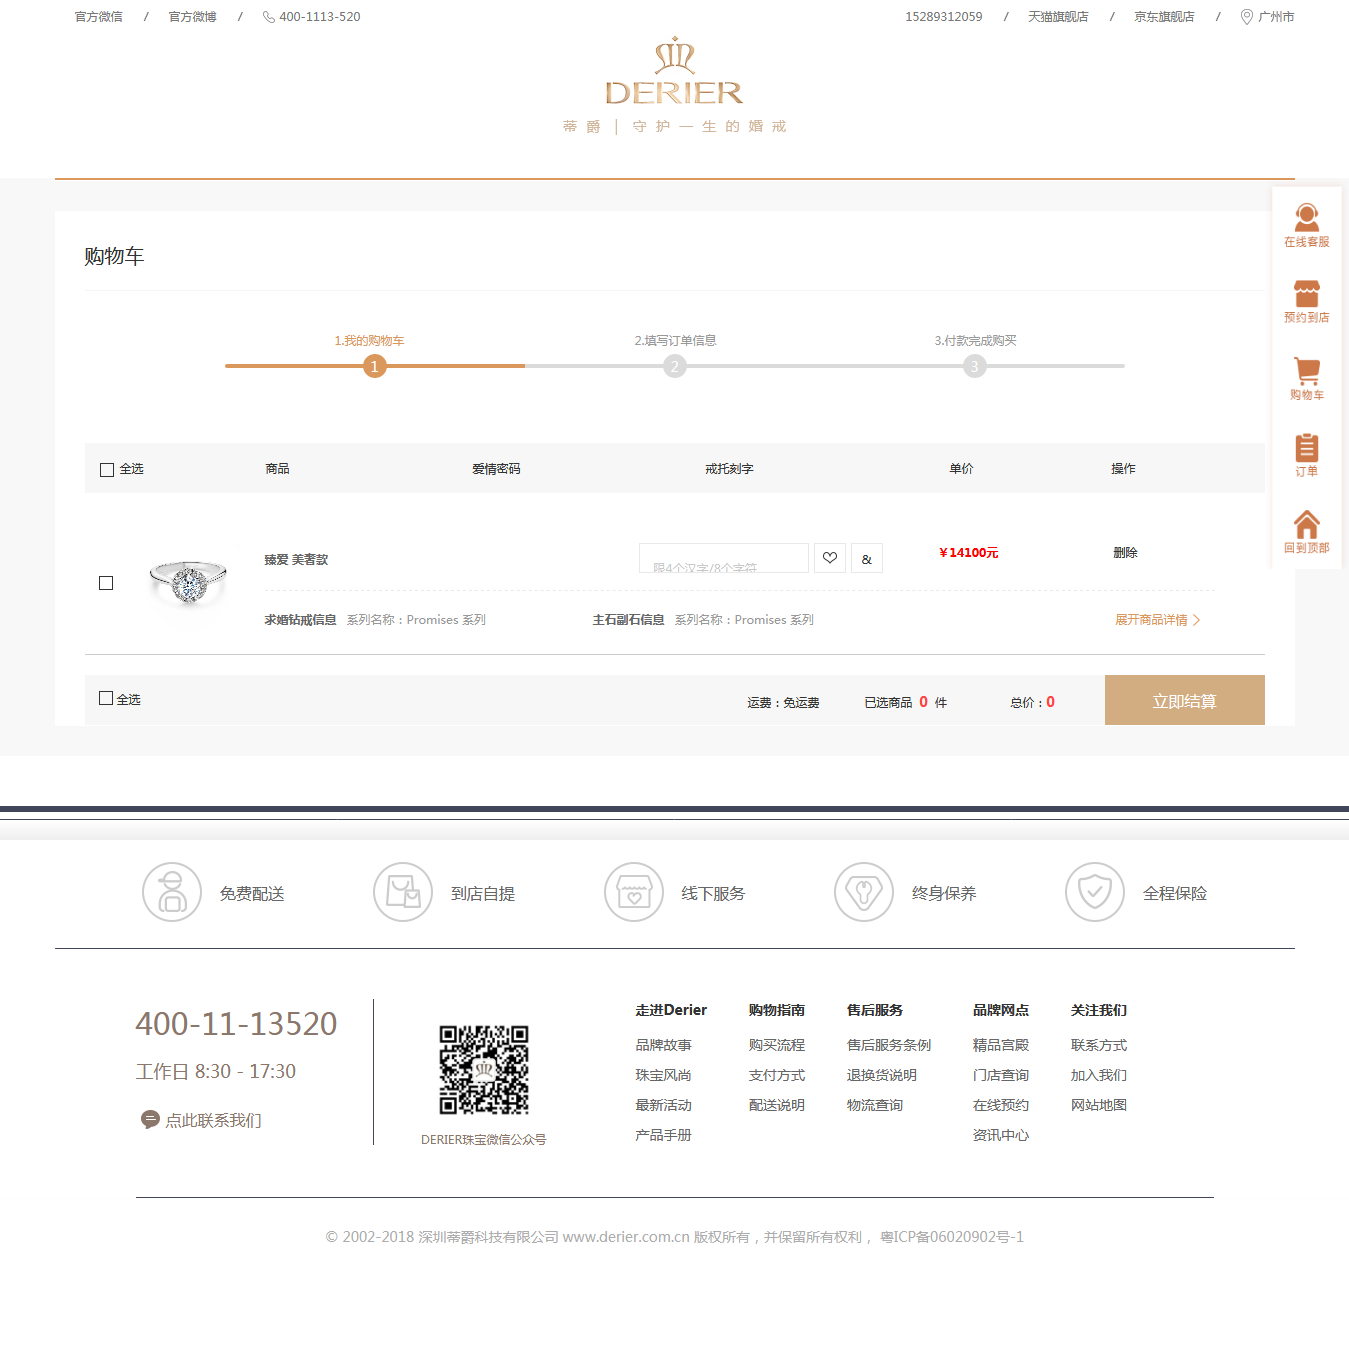 官方微信 / 官方微博 / 400-1113-520
15289312059 / 天猫旗舰店 / 京东旗舰店 / 广州市
DERIER
蒂爵 | 守护一生的婚戒
购物车
1.我的购物车 2.填写订单信息 3.付款完成购买
1 2 3
全选 商品 爱情密码 戒托刻字 单价 操作
臻爱 美奢款 限4个汉字/8个字符 & ￥14100元 删除
求婚钻戒信息 系列名称：Promises 系列 主石副石信息 系列名称：Promises 系列 展开商品详情
全选 运费：免运费 已选商品 0 件 总价：0 立即结算
在线客服
预约到店
购物车
订单
回到顶部
免费配送 到店自提 线下服务 终身保养 全程保险
400-11-13520
工作日 8:30 - 17:30
点此联系我们
DERIER珠宝微信公众号
走进Derier 购物指南 售后服务 品牌网点 关注我们
品牌故事 购买流程 售后服务条例 精品宫殿 联系方式
珠宝风尚 支付方式 退换货说明 门店查询 加入我们
最新活动 配送说明 物流查询 在线预约 网站地图
产品手册 资讯中心
© 2002-2018 深圳蒂爵科技有限公司 www.derier.com.cn 版权所有，并保留所有权利， 粤ICP备06020902号-1